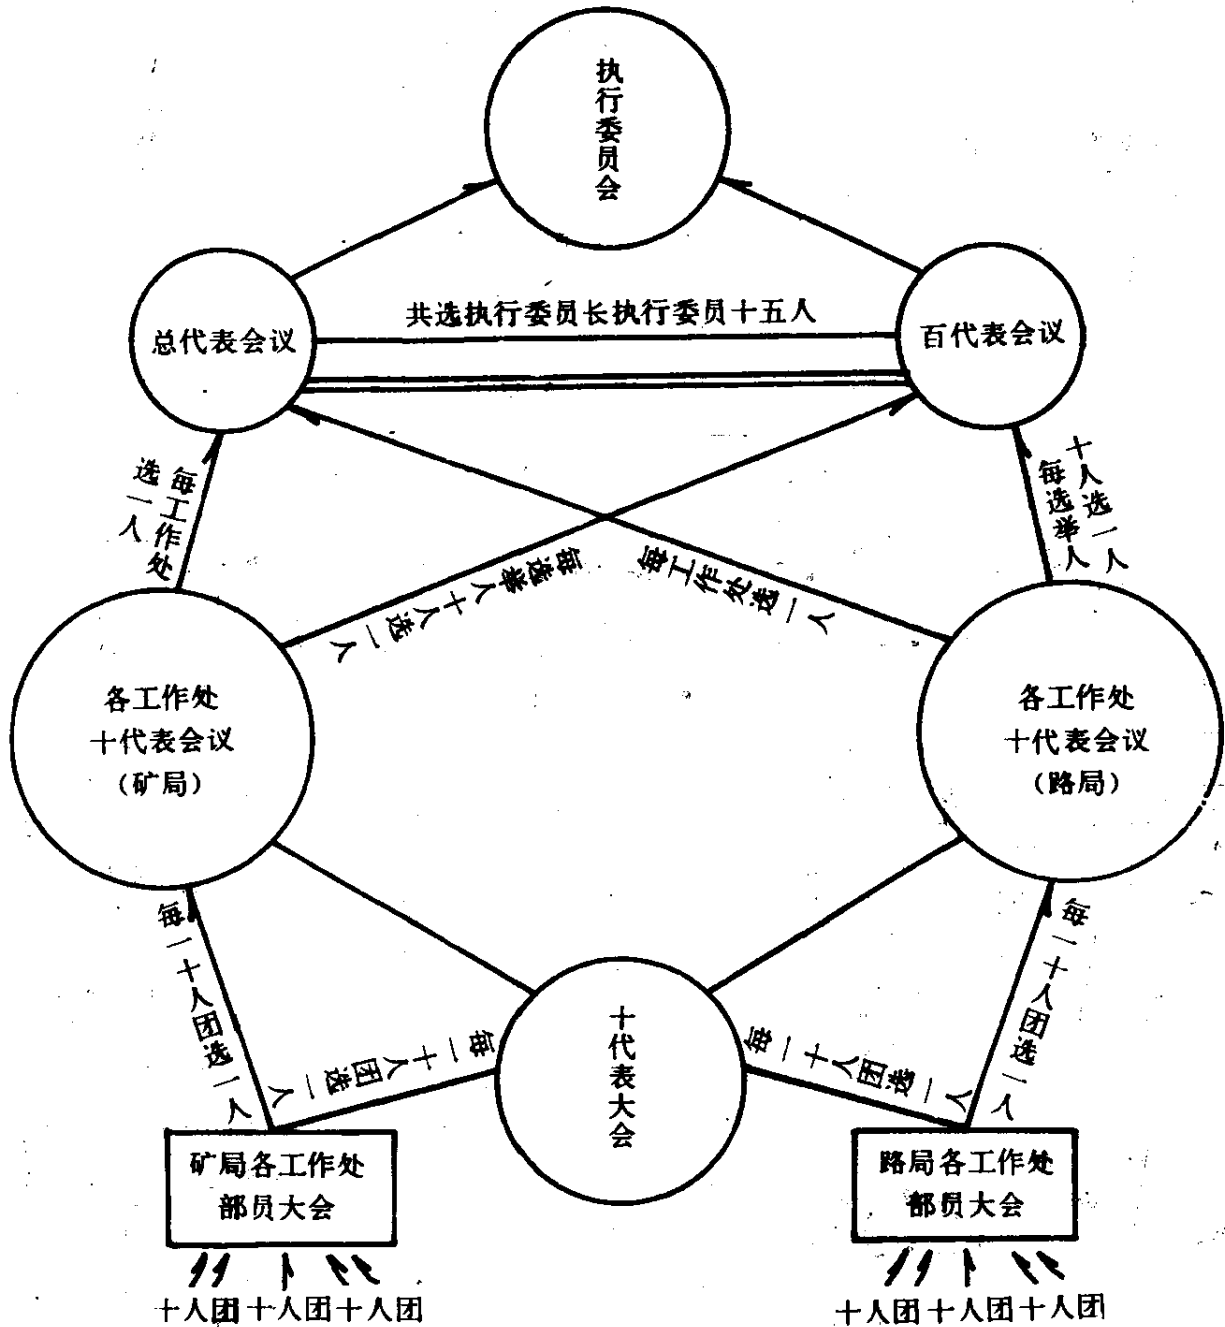 执行委员会
共选执行委员长执行委员十五人
总代表会议
百代表会议
每工作处
选一人
每选举人十人选一人
每工作处选一人
十人选一人
每选举人
各工作处
十代表会议
（矿局）
各工作处
十代表会议
（路局）
每一十人团选一人
每一十人团选一人
十代表大会
每一十人团选一人
每一十人团选一人
矿局各工作处
部员大会
路局各工作处
部员大会
十人团 十人团 十人团
十人团 十人团 十人团